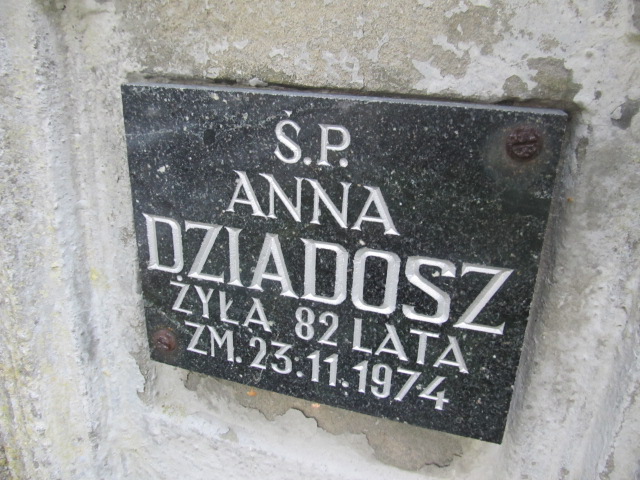 Ś.P.
ANNA
DZIADOSZ
ŻYŁA 82 LATA
ZM. 23.11.1974